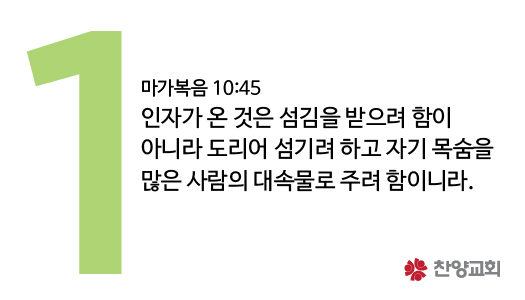 1
마가복음 10:45
인자가 온 것은 섬김을 받으려 함이
아니라 도리어 섬기려 하고 자기 목숨을
많은 사람의 대속물로 주려 함이니라.
찬양교회